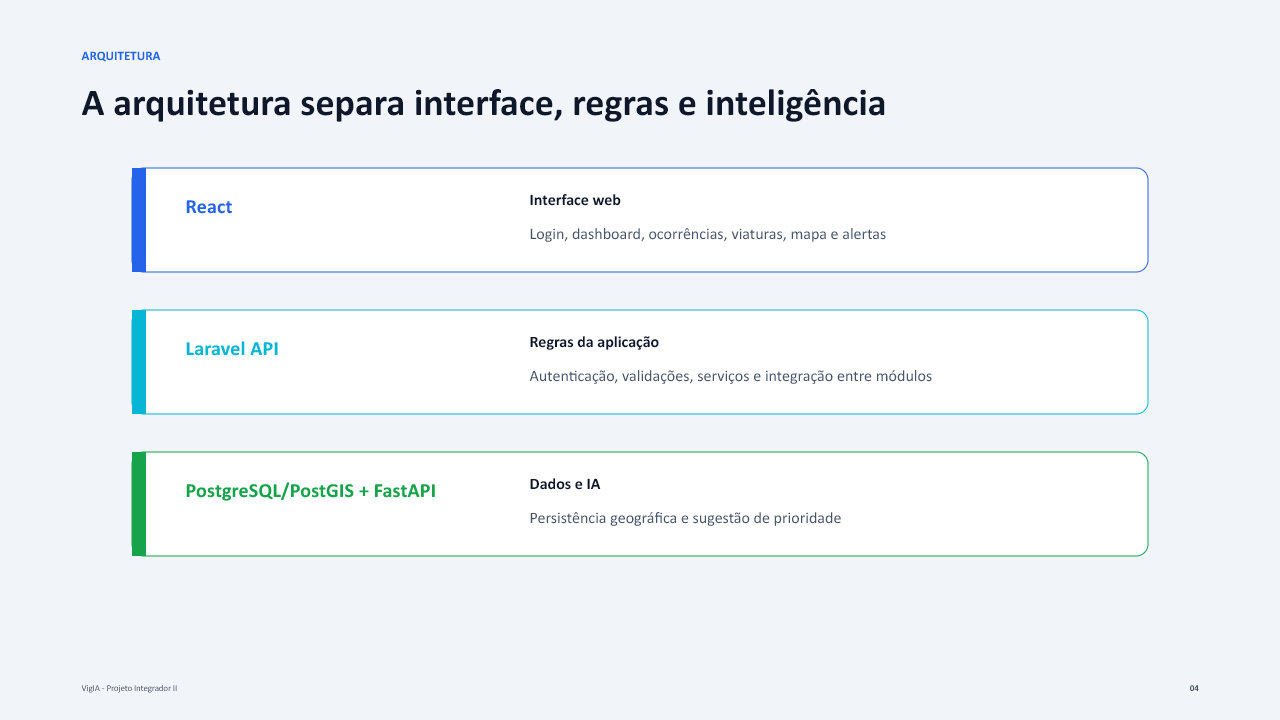 ARQUITETURA
A arquitetura separa interface, regras e inteligência
React
Interface web
Login, dashboard, ocorrências, viaturas, mapa e alertas
Laravel API
Regras da aplicação
Autenticação, validações, serviços e integração entre módulos
PostgreSQL/PostGIS + FastAPI
Dados e IA
Persistência geográfica e sugestão de prioridade
VigIA - Projeto Integrador II
04